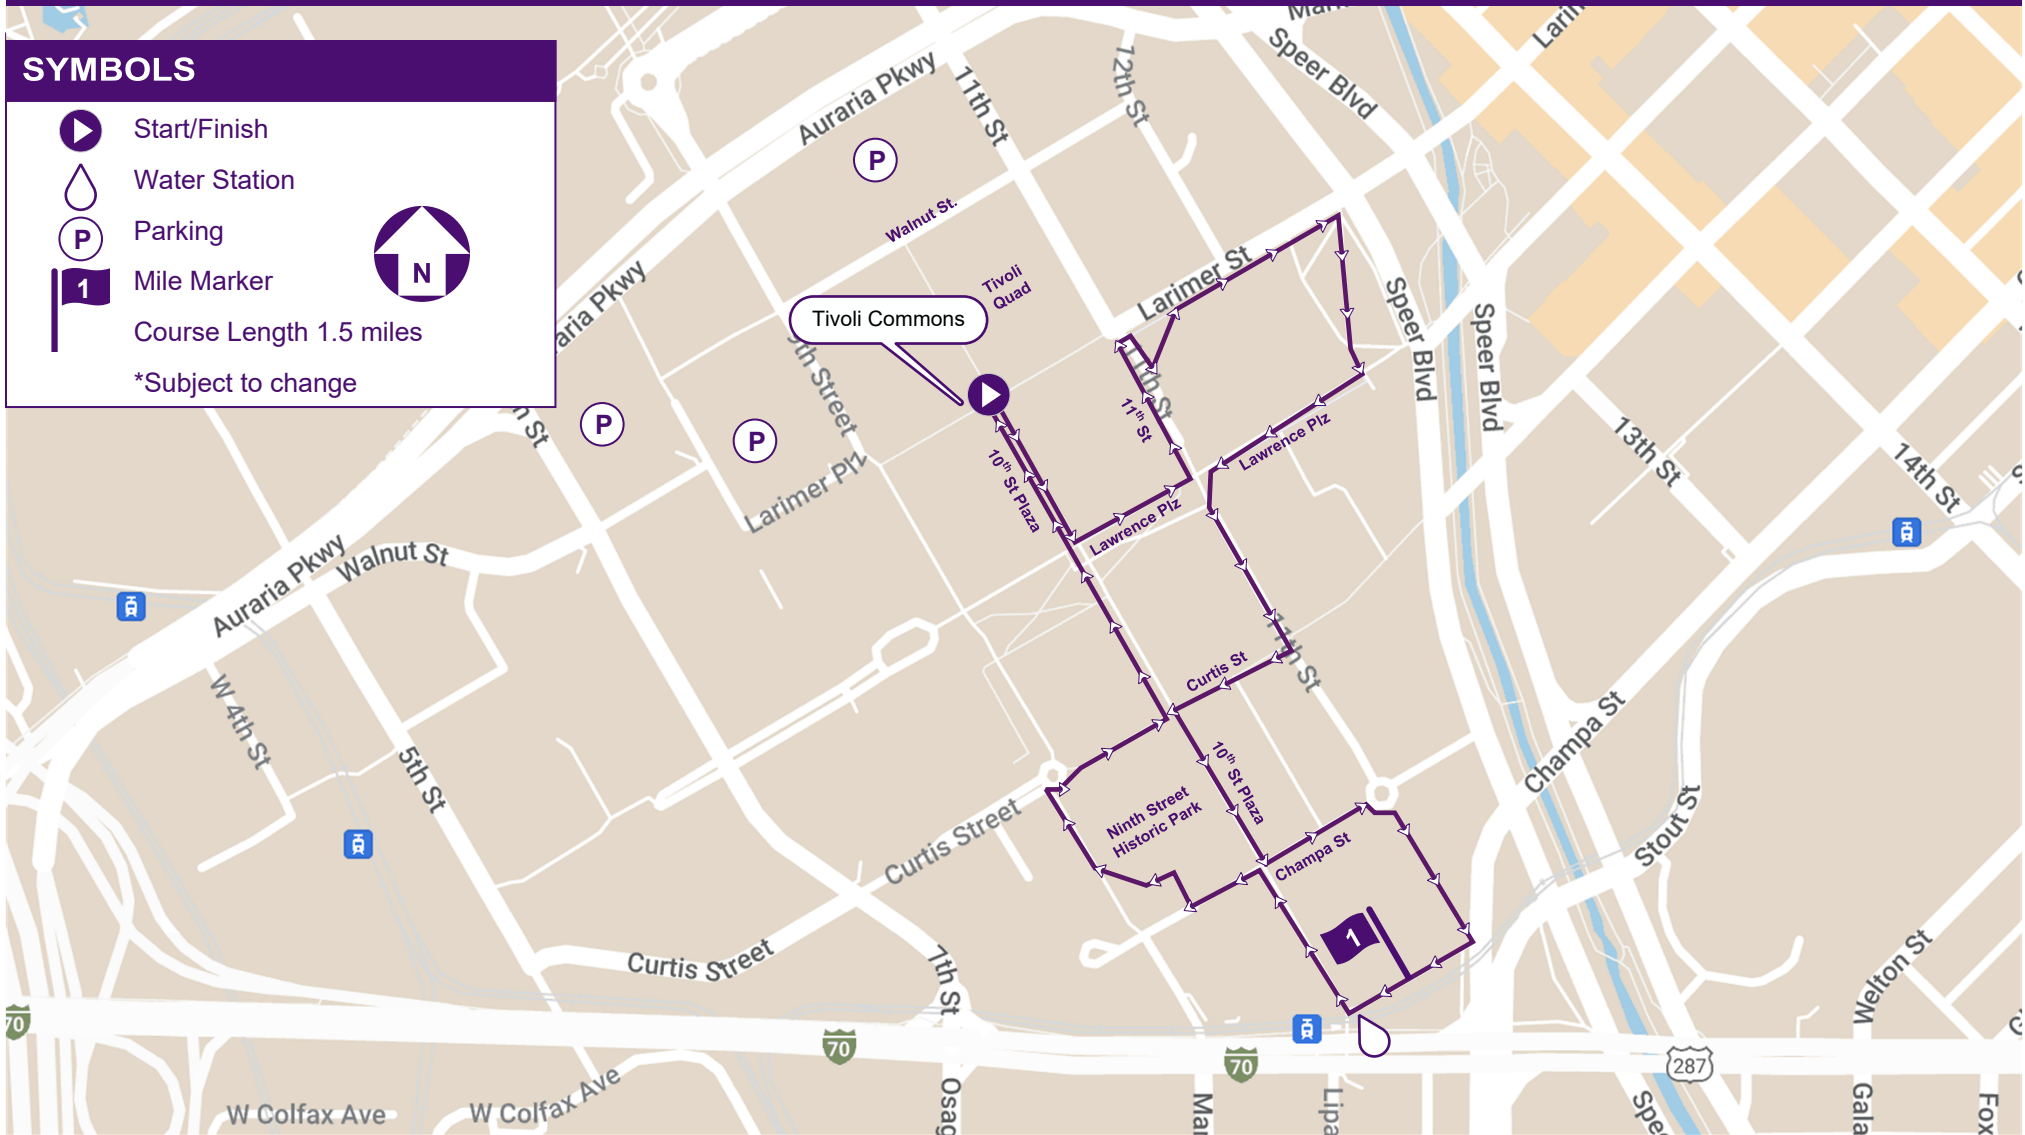 SYMBOLS
Start/Finish
Water Station
P
Parking
1
Mile Marker
N
Course Length 1.5 miles
*Subject to change
Auraria Pkwy
11th St
12th St
Speer Blvd
P
Walnut St.
Tivoli
Quad
Larimer St
Tivoli Commons
9th Street
Larimer Plz
P
P
11th St
11th St
10th St Plaza
Lawrence Plz
Lawrence Plz
Speer Blvd
Speer Blvd
13th St
14th St
Auraria Pkwy
Walnut St
W 4th St
5th St
11th St
Curtis St
10th St Plaza
Ninth Street
Historic Park
Champa St
Champa St
Stout St
Curtis Street
Curtis Street
7th St
1
Welton St
70
70
70
287
W Colfax Ave
W Colfax Ave